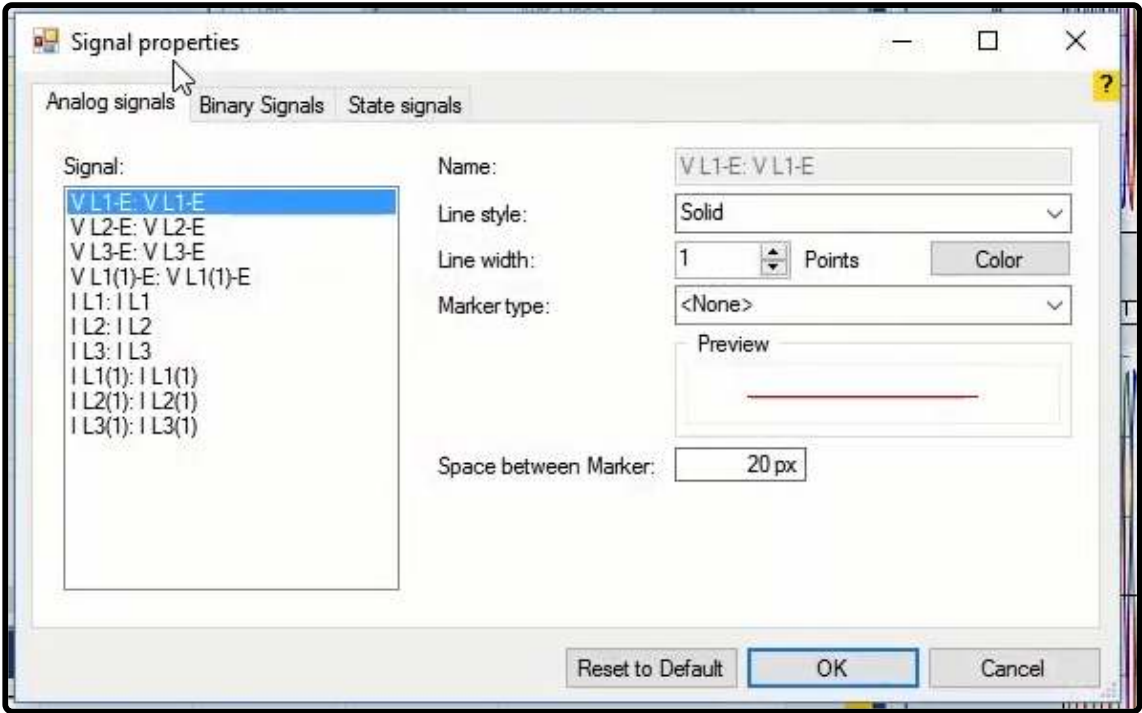 Signal properties
?
Analog signals Binary Signals State signals
Signal:
V L1-E: V L1-E
V L2-E: V L2-E
V L3-E: V L3-E
V L1(1)-E: V L1(1)-E
I L1: I L1
I L2: I L2
I L3: I L3
I L1(1): I L1(1)
I L2(1): I L2(1)
I L3(1): I L3(1)
Name: V L1-E: V L1-E
Line style: Solid
Line width: 1 Points Color
Marker type: <None>
Preview
Space between Marker: 20 px
Reset to Default OK Cancel